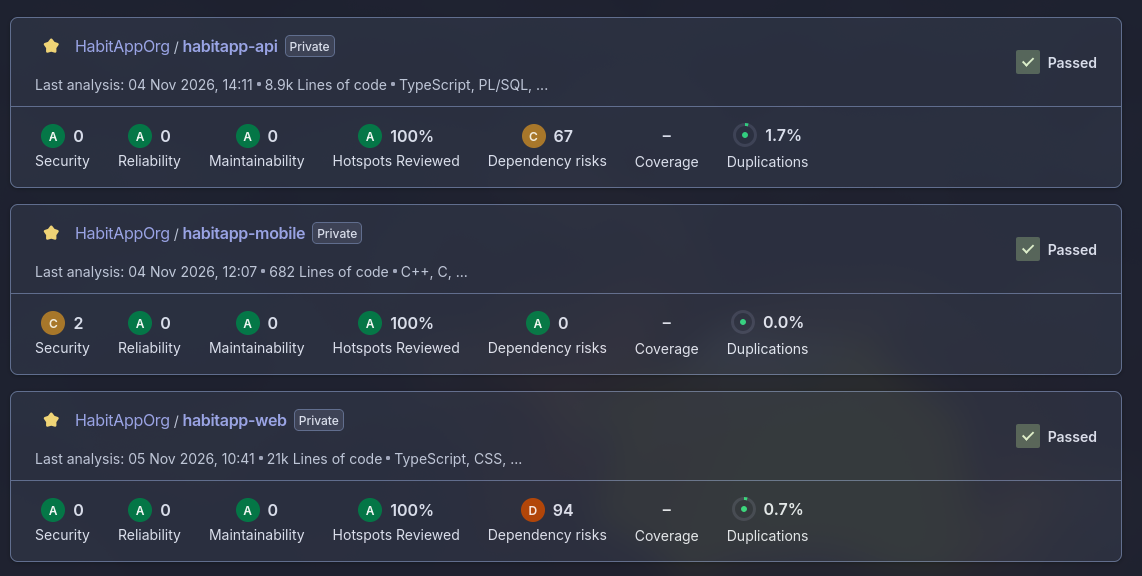 HabitAppOrg / habitapp-api Private
Passed
Last analysis: 04 Nov 2026, 14:11 • 8.9k Lines of code • TypeScript, PL/SQL, ...
A 0 A 0 A 0 A 100% C 67 – 1.7%
Security Reliability Maintainability Hotspots Reviewed Dependency risks Coverage Duplications
HabitAppOrg / habitapp-mobile Private
Passed
Last analysis: 04 Nov 2026, 12:07 • 682 Lines of code • C++, C, ...
C 2 A 0 A 0 A 100% A 0 – 0.0%
Security Reliability Maintainability Hotspots Reviewed Dependency risks Coverage Duplications
HabitAppOrg / habitapp-web Private
Passed
Last analysis: 05 Nov 2026, 10:41 • 21k Lines of code • TypeScript, CSS, ...
A 0 A 0 A 0 A 100% D 94 – 0.7%
Security Reliability Maintainability Hotspots Reviewed Dependency risks Coverage Duplications